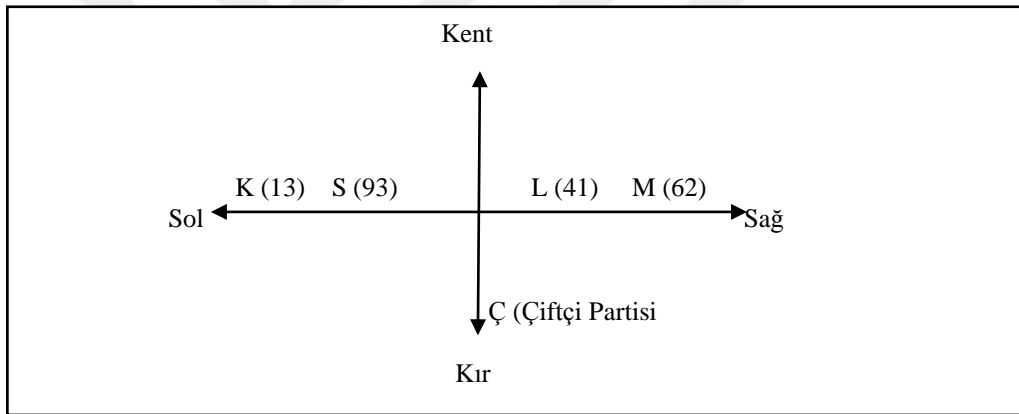 Kent
K (13) S (93) L (41) M (62)
Sol Sağ
Ç (Çiftçi Partisi
Kır